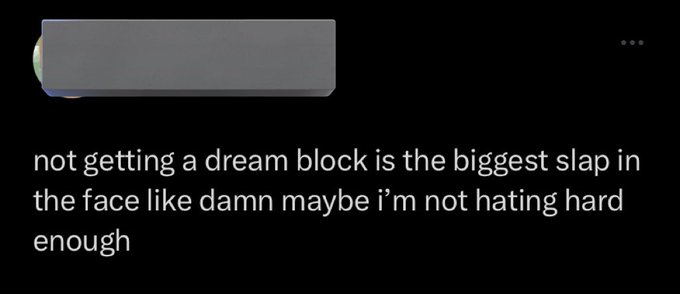 not getting a dream block is the biggest slap in
the face like damn maybe i’m not hating hard
enough